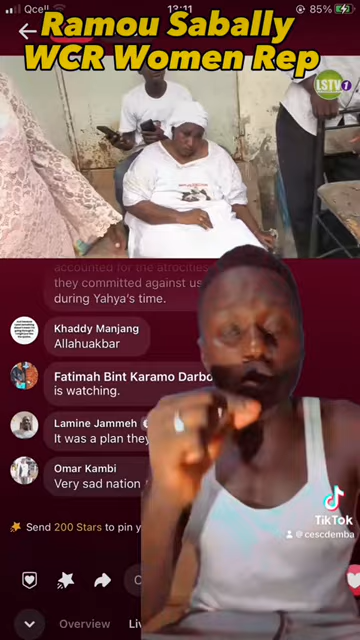 Qcell
13:11
85%
Ramou Sabally
WCR Women Rep
LSTV 1
accounted for the atrocities
they committed against us
during Yahya's time.
Khaddy Manjang
Allahuakbar
Fatimah Bint Karamo Darbo
is watching.
Lamine Jammeh
It was a plan they
Omar Kambi
Very sad nation
Send 200 Stars to pin y
TikTok
@cescdemba
Overview